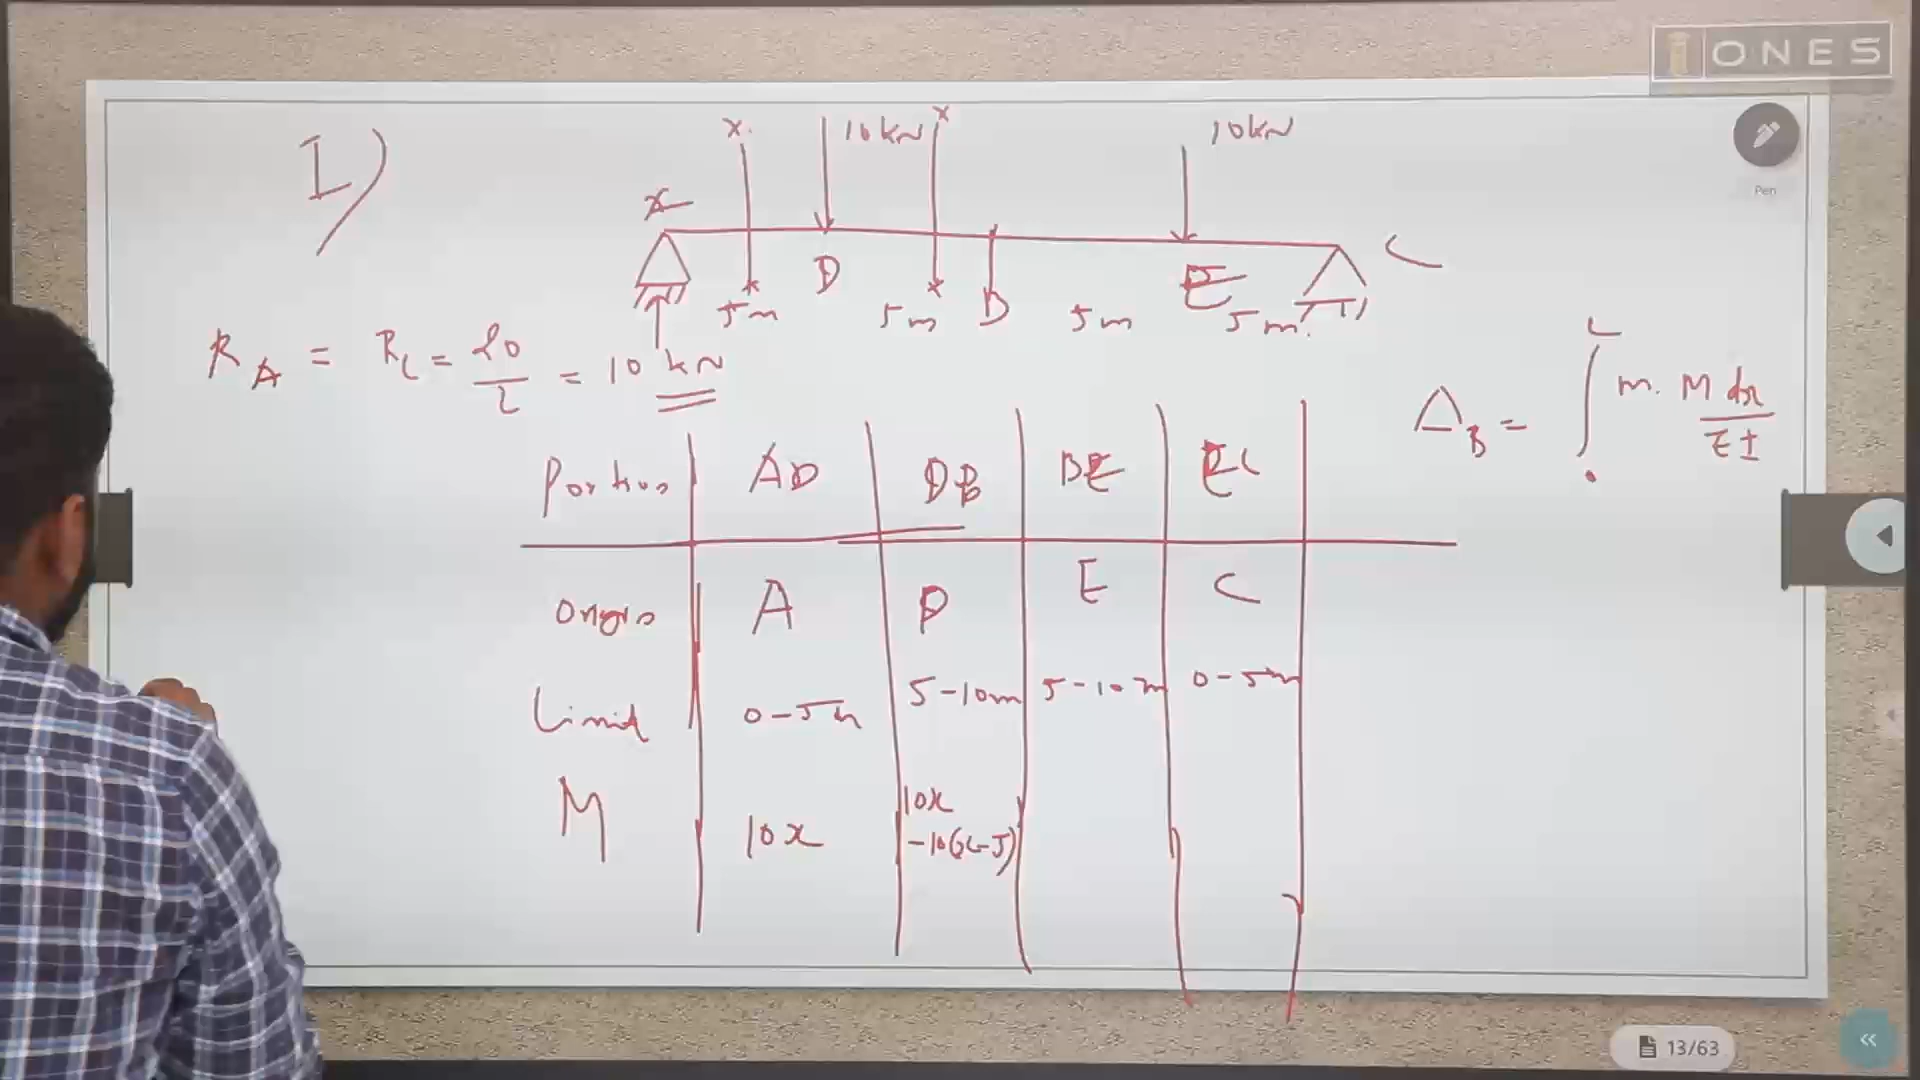 ONES
Pen
I)
x 10kN x 10kN
A
x D x B E C
5m 5m 5m 5m.
R_A = R_C = 20/2 = 10 kN
Δ_B = ∫₀ᴸ m. M dx / EI
Portion AD DB BE EC
Origin A D E C
Limit 0-5m 5-10m 5-10m 0-5m
M 10x 10x
-10(x-5)
13/63